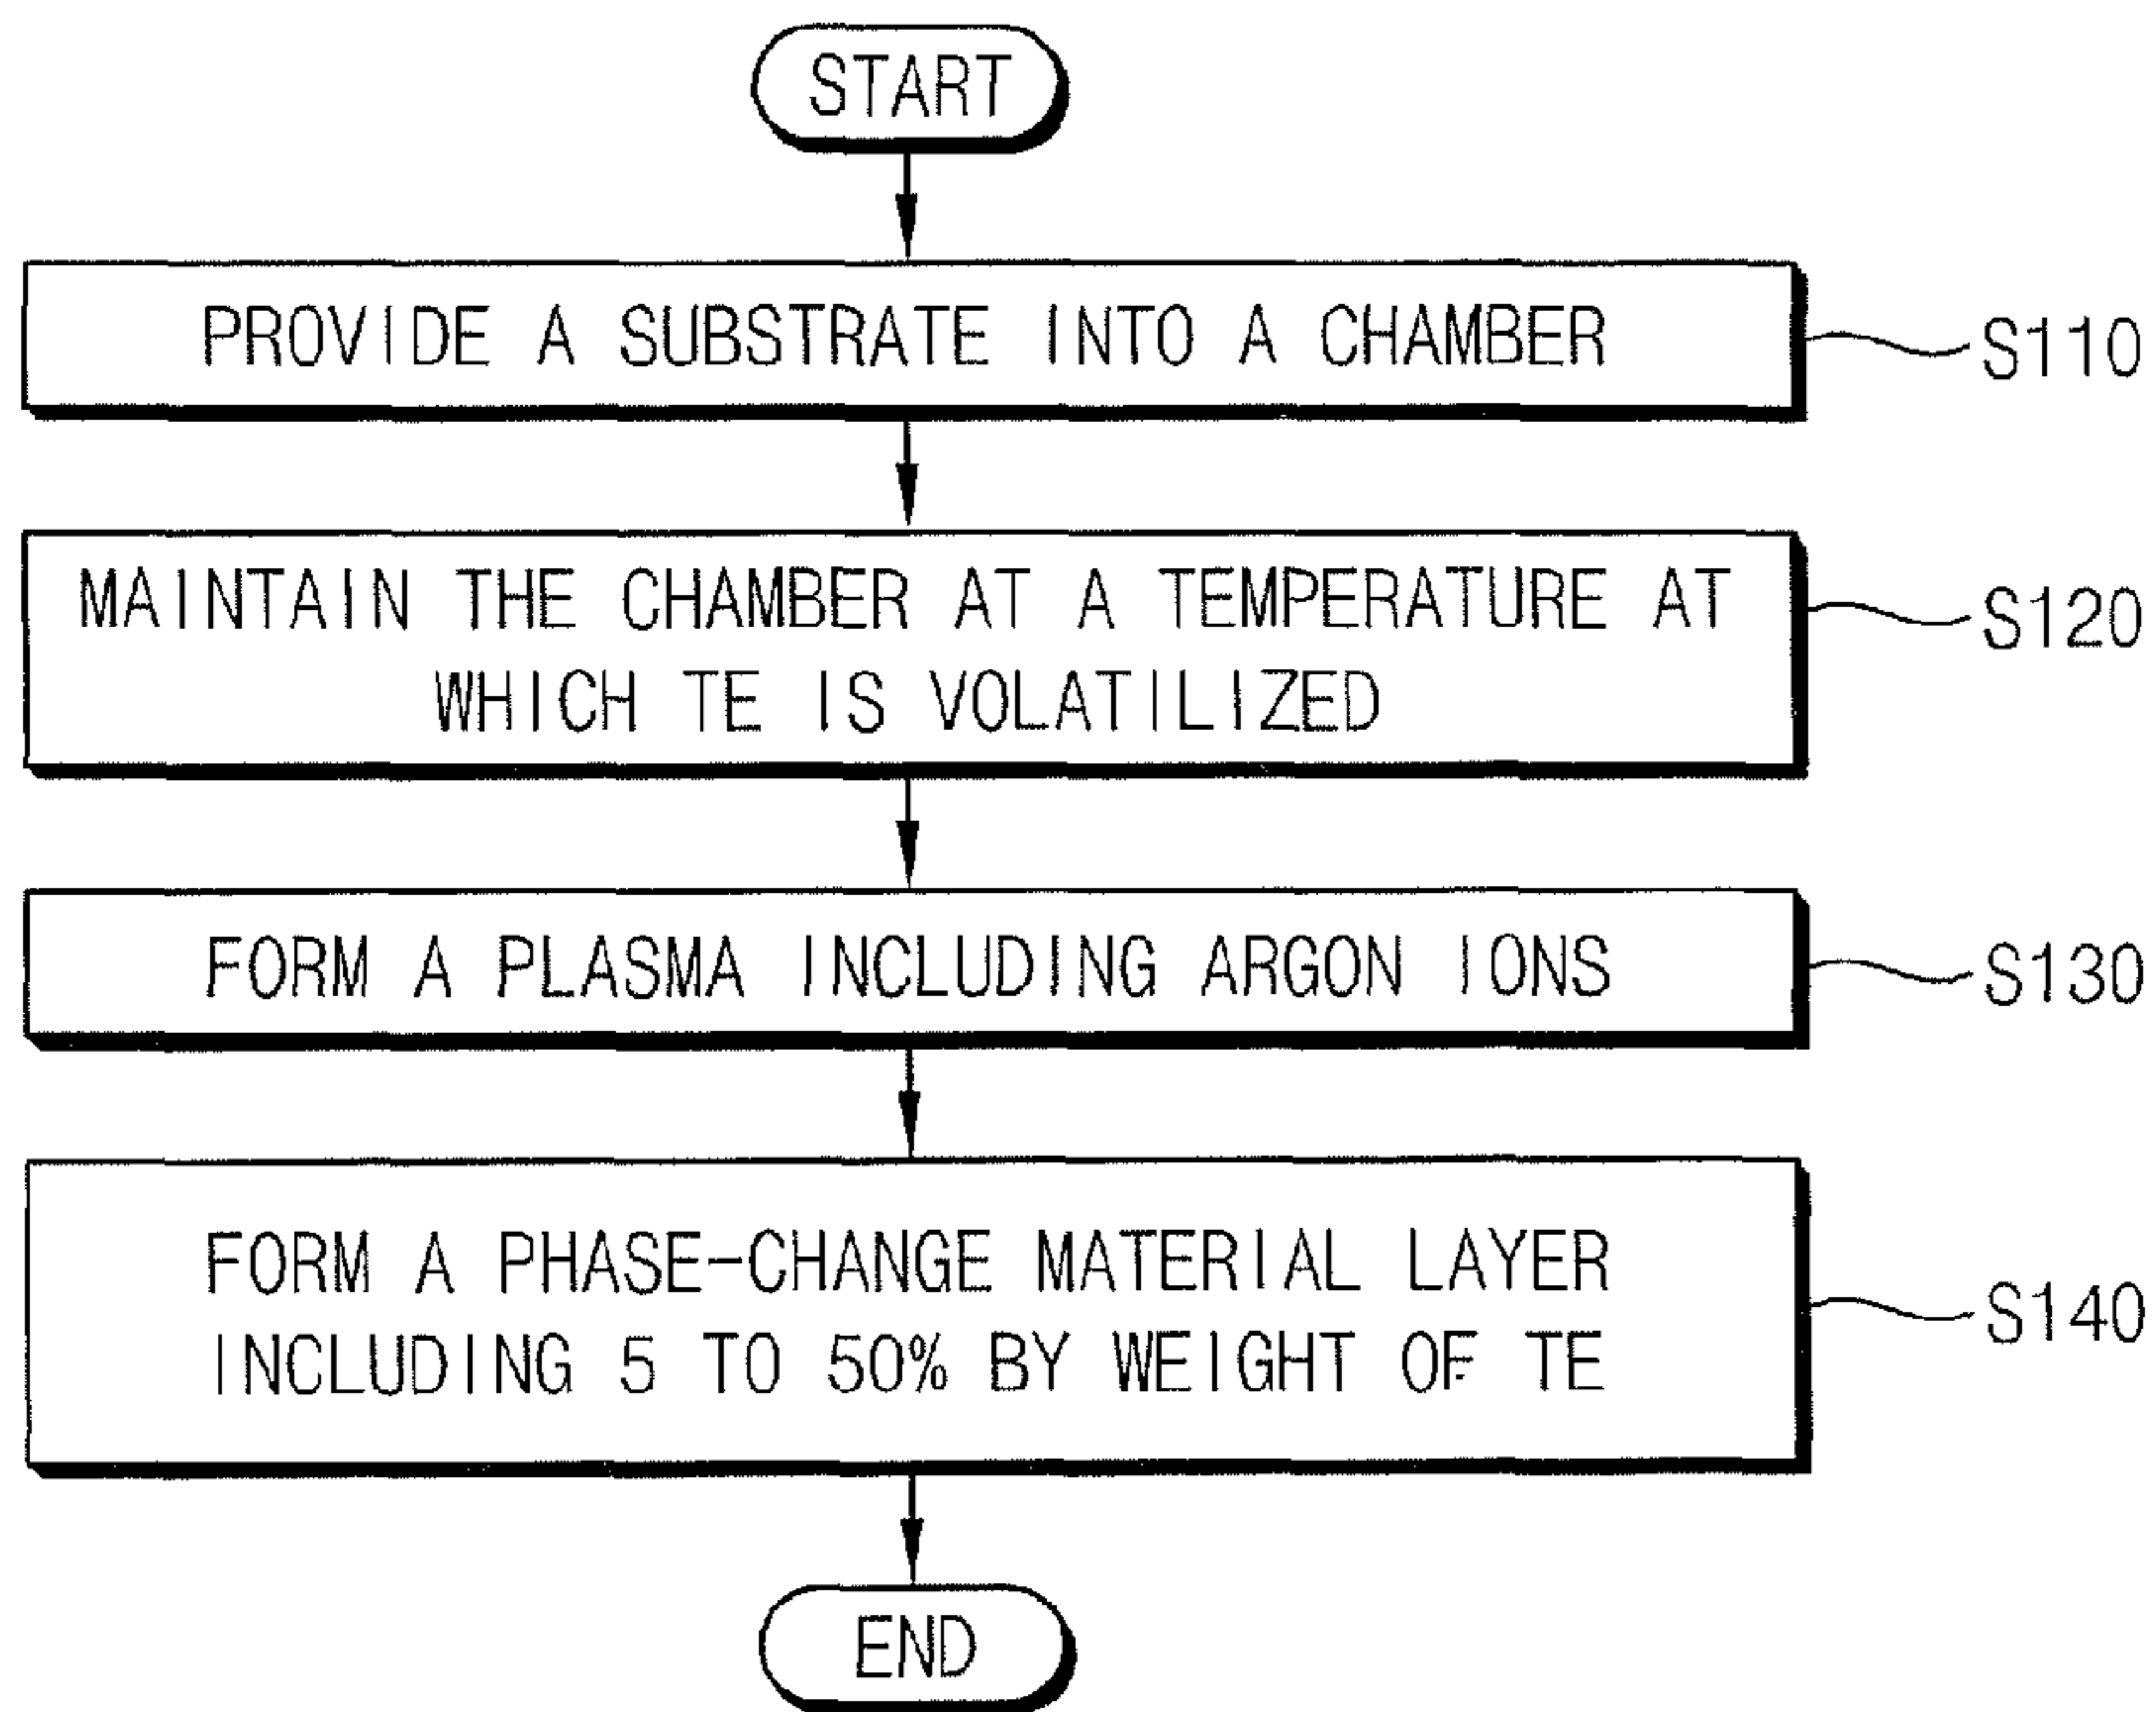 START
PROVIDE A SUBSTRATE INTO A CHAMBER
S110
MAINTAIN THE CHAMBER AT A TEMPERATURE AT
WHICH TE IS VOLATILIZED
S120
FORM A PLASMA INCLUDING ARGON IONS
S130
FORM A PHASE-CHANGE MATERIAL LAYER
INCLUDING 5 TO 50% BY WEIGHT OF TE
S140
END